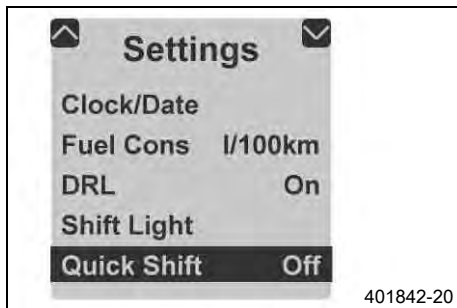 Settings
Clock/Date
Fuel Cons l/100km
DRL On
Shift Light
Quick Shift Off
401842-20